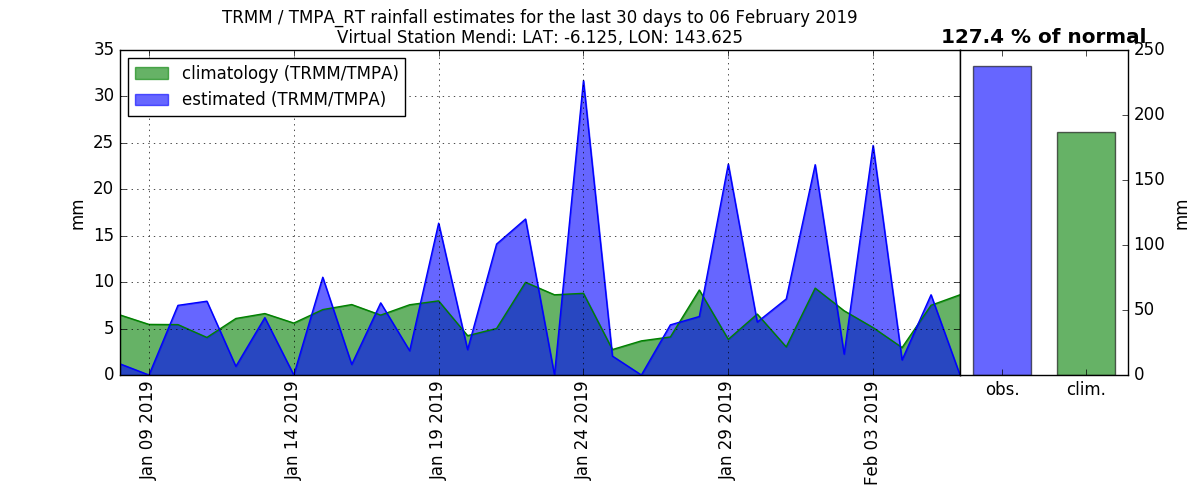 TRMM / TMPA_RT rainfall estimates for the last 30 days to 06 February 2019
Virtual Station Mendi: LAT: -6.125, LON: 143.625
127.4 % of normal
climatology (TRMM/TMPA)
estimated (TRMM/TMPA)
mm
35
30
25
20
15
10
5
0
Jan 09 2019
Jan 14 2019
Jan 19 2019
Jan 24 2019
Jan 29 2019
Feb 03 2019
obs.
clim.
250
200
150
100
50
0
mm